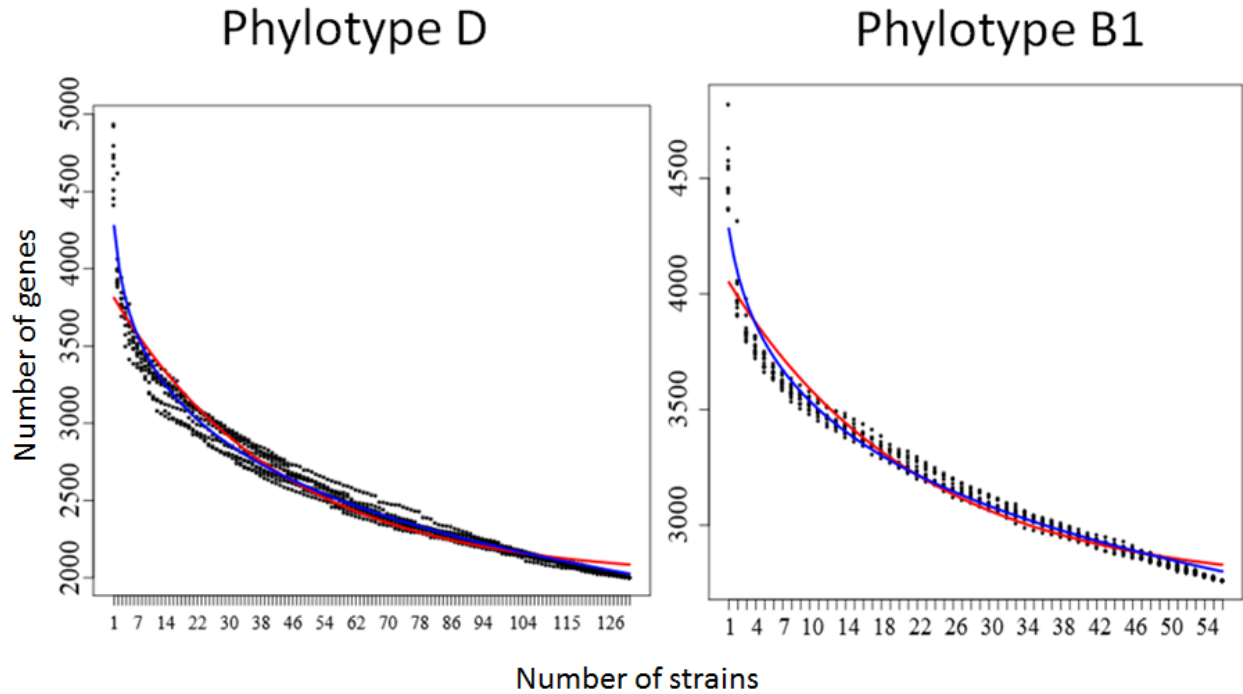 Phylotype D
Phylotype B1
Number of genes
5000
4500
4000
3500
3000
2500
2000
1 7 14 22 30 38 46 54 62 70 78 86 94 104 115 126
4500
4000
3500
3000
1 4 7 10 14 18 22 26 30 34 38 42 46 50 54
Number of strains